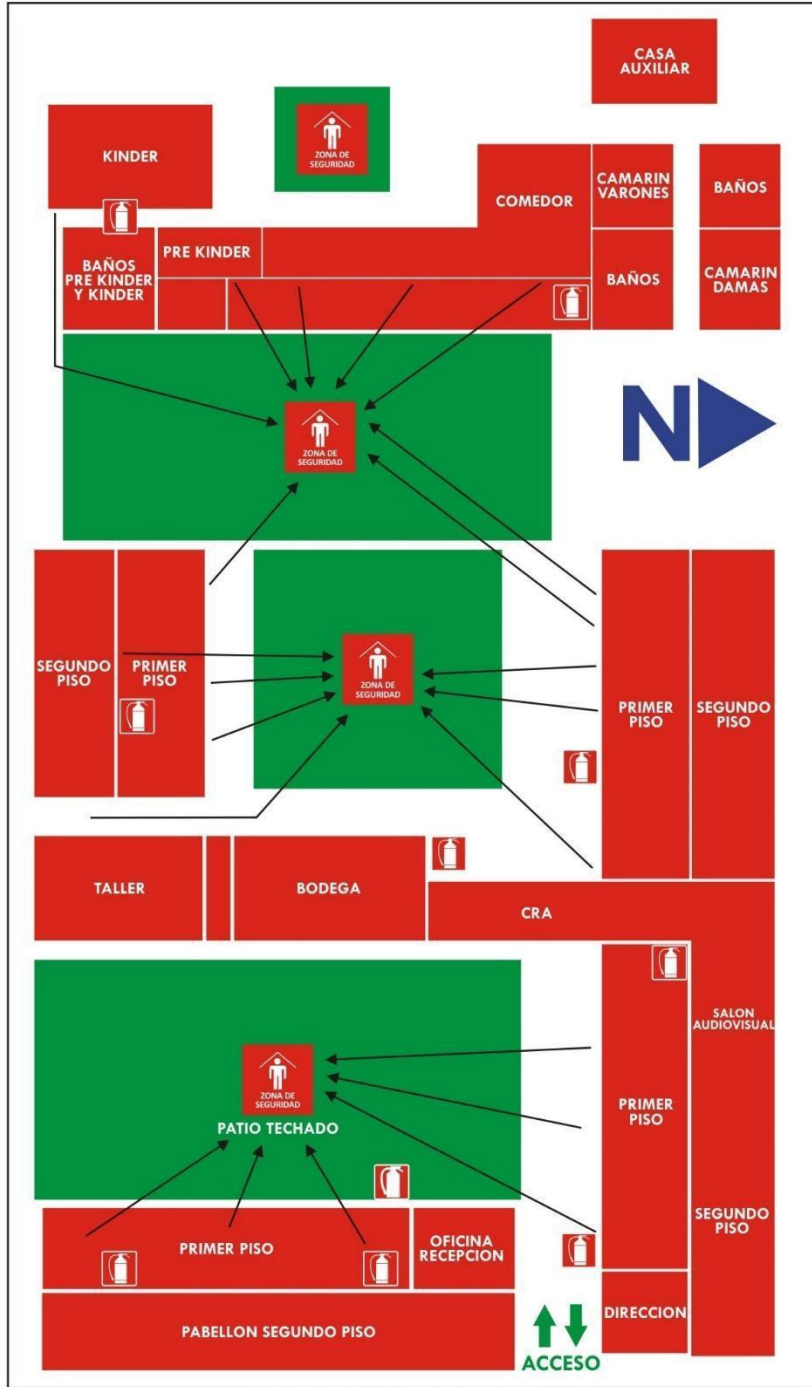 CASA
AUXILIAR
KINDER
ZONA DE
SEGURIDAD
COMEDOR
CAMARIN
VARONES
BAÑOS
BAÑOS
PRE KINDER
Y KINDER
PRE KINDER
BAÑOS
CAMARIN
DAMAS
ZONA DE
SEGURIDAD
N
SEGUNDO
PISO
PRIMER
PISO
ZONA DE
SEGURIDAD
PRIMER
PISO
SEGUNDO
PISO
TALLER
BODEGA
CRA
SALON
AUDIOVISUAL
ZONA DE
SEGURIDAD
PATIO TECHADO
PRIMER
PISO
SEGUNDO
PISO
PRIMER PISO
OFICINA
RECEPCION
DIRECCION
PABELLON SEGUNDO PISO
ACCESO